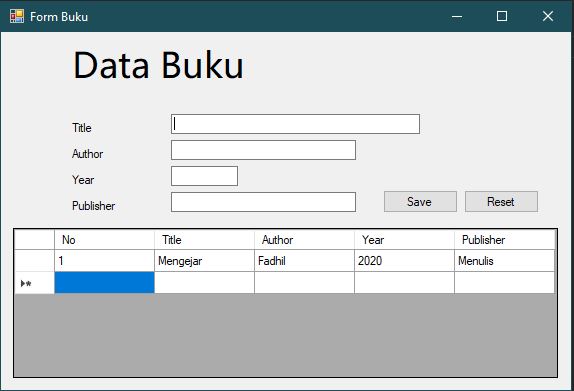 Form Buku
Data Buku
Title
Author
Year
Publisher Save Reset
No Title Author Year Publisher
1 Mengejar Fadhil 2020 Menulis